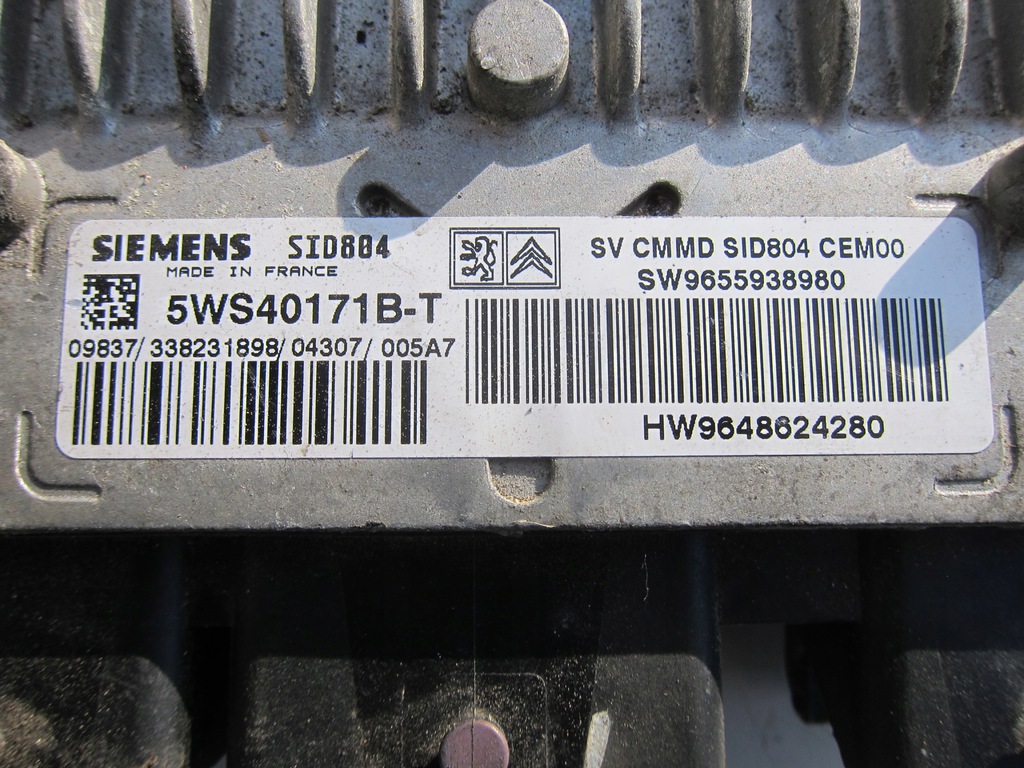 SIEMENS SID804
MADE IN FRANCE
5WS40171B-T
09837/338231898/04307/005A7
SV CMMD SID804 CEM00
SW9655938980
HW9648624280